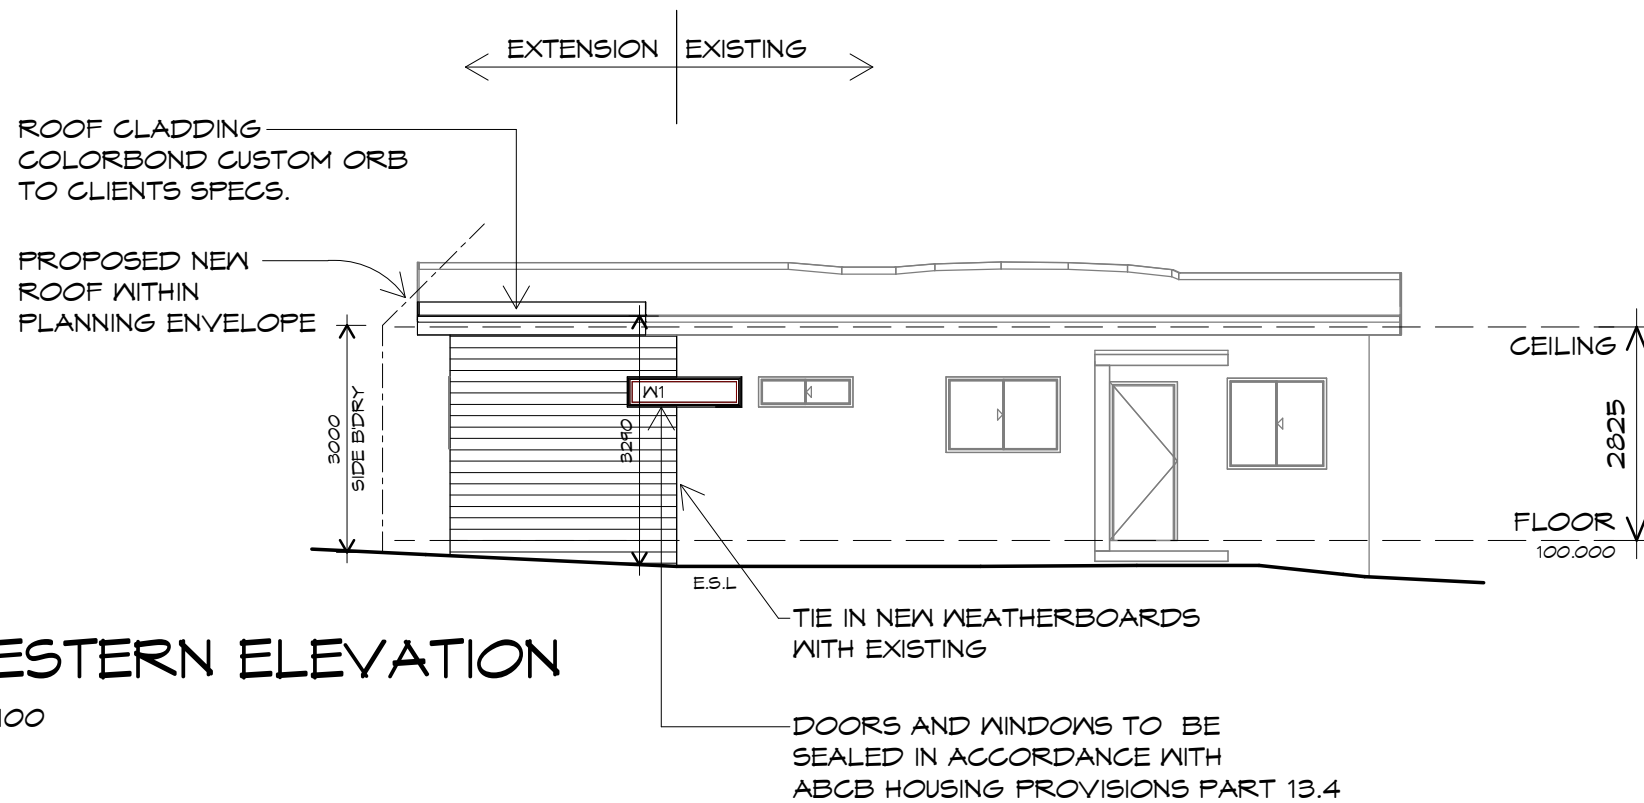 EXTENSION EXISTING
ROOF CLADDING
COLORBOND CUSTOM ORB
TO CLIENTS SPECS.
PROPOSED NEW
ROOF WITHIN
PLANNING ENVELOPE
CEILING
W1
3000
SIDE B'DRY
3290
2825
FLOOR
100.000
E.S.L
TIE IN NEW WEATHERBOARDS
WITH EXISTING
ESTERN ELEVATION
100
DOORS AND WINDOWS TO BE
SEALED IN ACCORDANCE WITH
ABCB HOUSING PROVISIONS PART 13.4